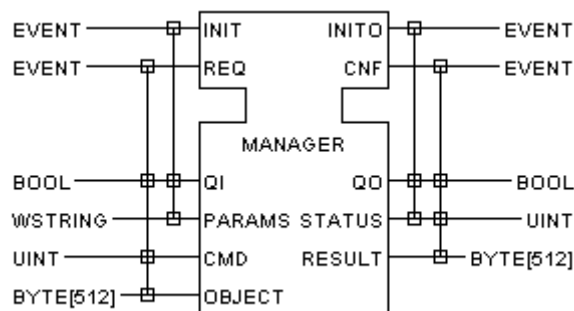 EVENT INIT INITO EVENT
EVENT REQ CNF EVENT
MANAGER
BOOL QI QO BOOL
WSTRING PARAMS STATUS UINT
UINT CMD RESULT BYTE[512]
BYTE[512] OBJECT